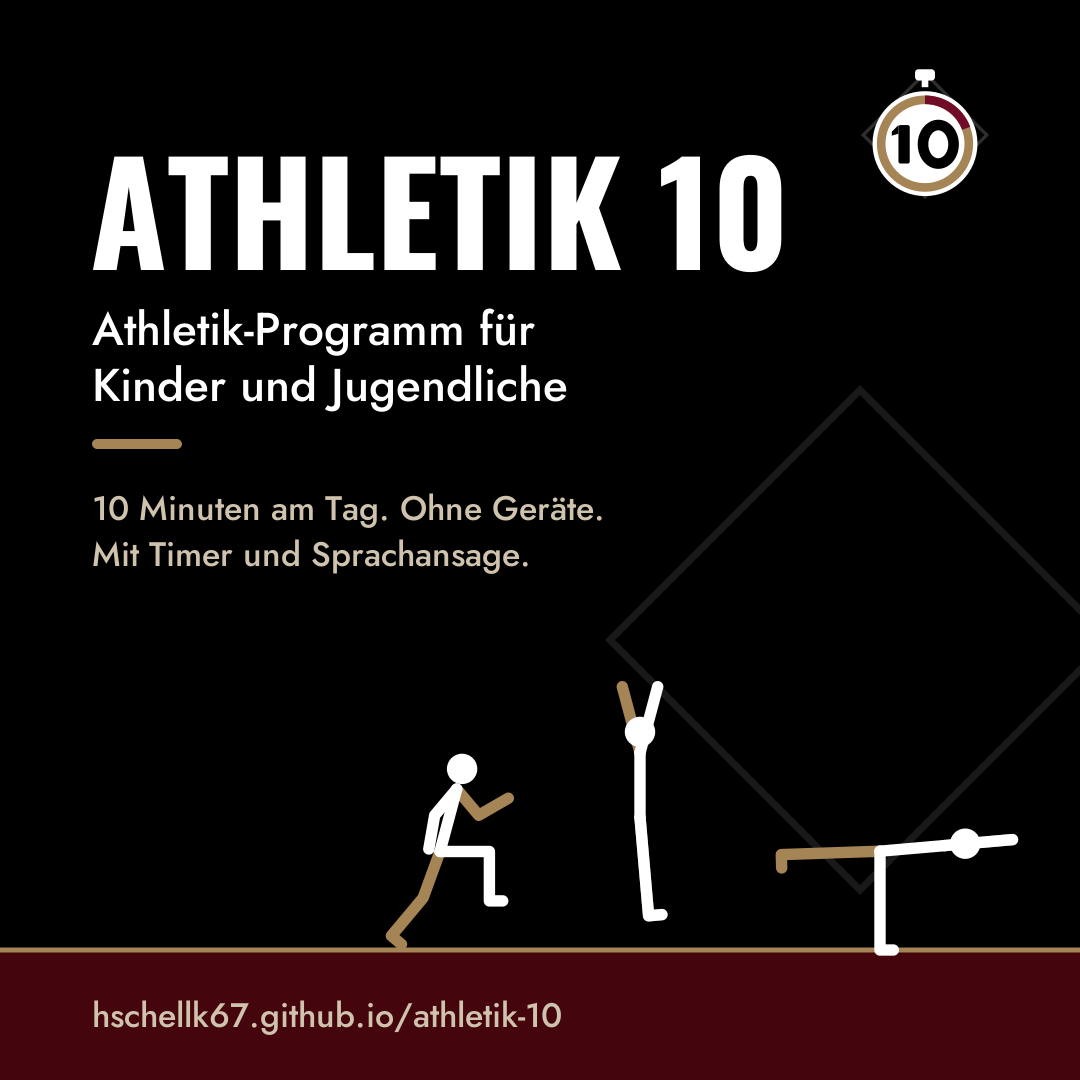 10
ATHLETIK 10
Athletik-Programm für
Kinder und Jugendliche
10 Minuten am Tag. Ohne Geräte.
Mit Timer und Sprachansage.
hschellk67.github.io/athletik-10